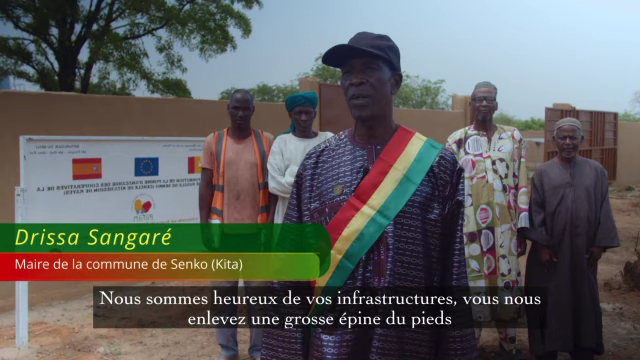 Drissa Sangaré
Maire de la commune de Senko (Kita)
Nous sommes heureux de vos infrastructures, vous nous
enlevez une grosse épine du pieds